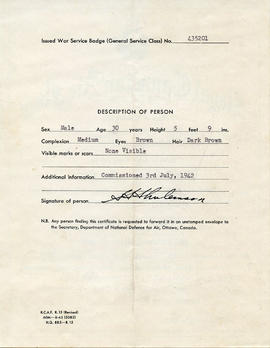 Issued War Service Badge (General Service Class) No. 435201
DESCRIPTION OF PERSON
Sex Male Age 30 years Height 5 feet 9 ins.
Complexion Medium Eyes Brown Hair Dark Brown
Visible marks or scars None Visible
Additional information Commissioned 3rd July, 1942
Signature of person
N.B. Any person finding this certificate is requested to forward it in an unstamped envelope to
the Secretary, Department of National Defence for Air, Ottawa, Canada.
R.C.A.F. R.15 (Revised)
H.Q. 885-R.15